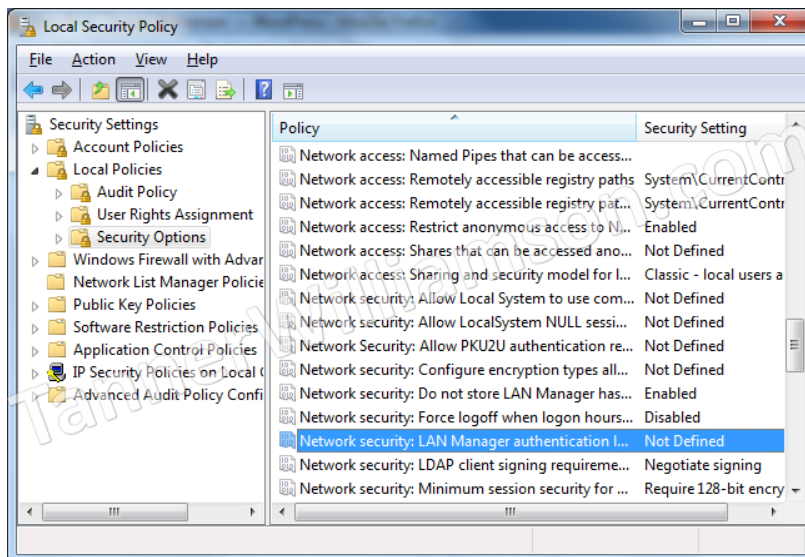 Local Security Policy
File Action View Help
Security Settings
Account Policies
Local Policies
Audit Policy
User Rights Assignment
Security Options
Windows Firewall with Advar
Network List Manager Policie
Public Key Policies
Software Restriction Policies
Application Control Policies
IP Security Policies on Local C
Advanced Audit Policy Confi
Policy Security Setting
Network access: Named Pipes that can be access...
Network access: Remotely accessible registry paths System\CurrentContr
Network access: Remotely accessible registry pat... System\CurrentContr
Network access: Restrict anonymous access to N... Enabled
Network access: Shares that can be accessed ano... Not Defined
Network access: Sharing and security model for l... Classic - local users a
Network security: Allow Local System to use com... Not Defined
Network security: Allow LocalSystem NULL sessi... Not Defined
Network Security: Allow PKU2U authentication re... Not Defined
Network security: Configure encryption types all... Not Defined
Network security: Do not store LAN Manager has... Enabled
Network security: Force logoff when logon hours... Disabled
Network security: LAN Manager authentication l... Not Defined
Network security: LDAP client signing requireme... Negotiate signing
Network security: Minimum session security for ... Require 128-bit encry
TannerWilliamson.com